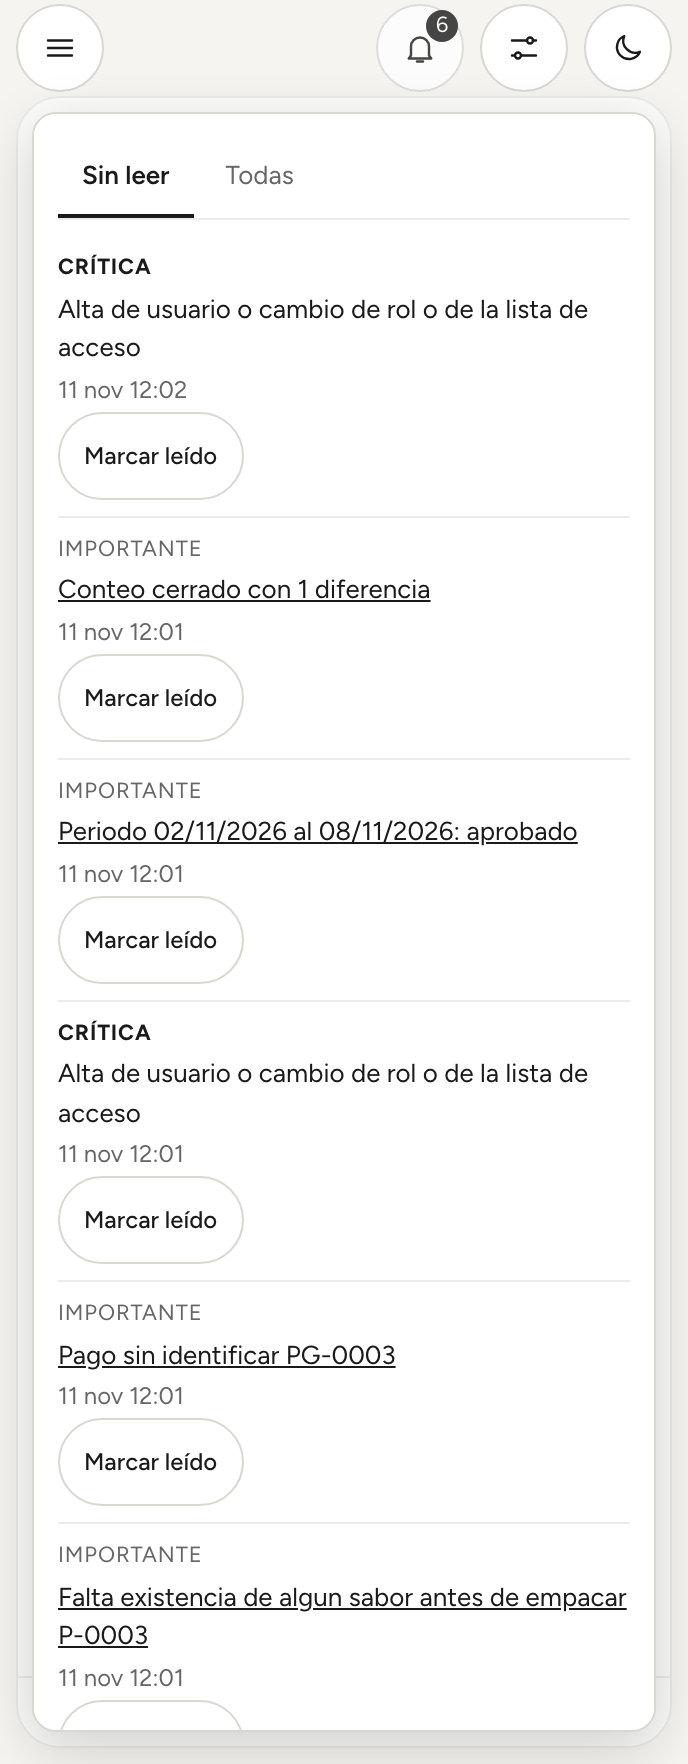 6
Sin leer
Todas
CRÍTICA
Alta de usuario o cambio de rol o de la lista de
acceso
11 nov 12:02
Marcar leído
IMPORTANTE
Conteo cerrado con 1 diferencia
11 nov 12:01
Marcar leído
IMPORTANTE
Periodo 02/11/2026 al 08/11/2026: aprobado
11 nov 12:01
Marcar leído
CRÍTICA
Alta de usuario o cambio de rol o de la lista de
acceso
11 nov 12:01
Marcar leído
IMPORTANTE
Pago sin identificar PG-0003
11 nov 12:01
Marcar leído
IMPORTANTE
Falta existencia de algun sabor antes de empacar
P-0003
11 nov 12:01